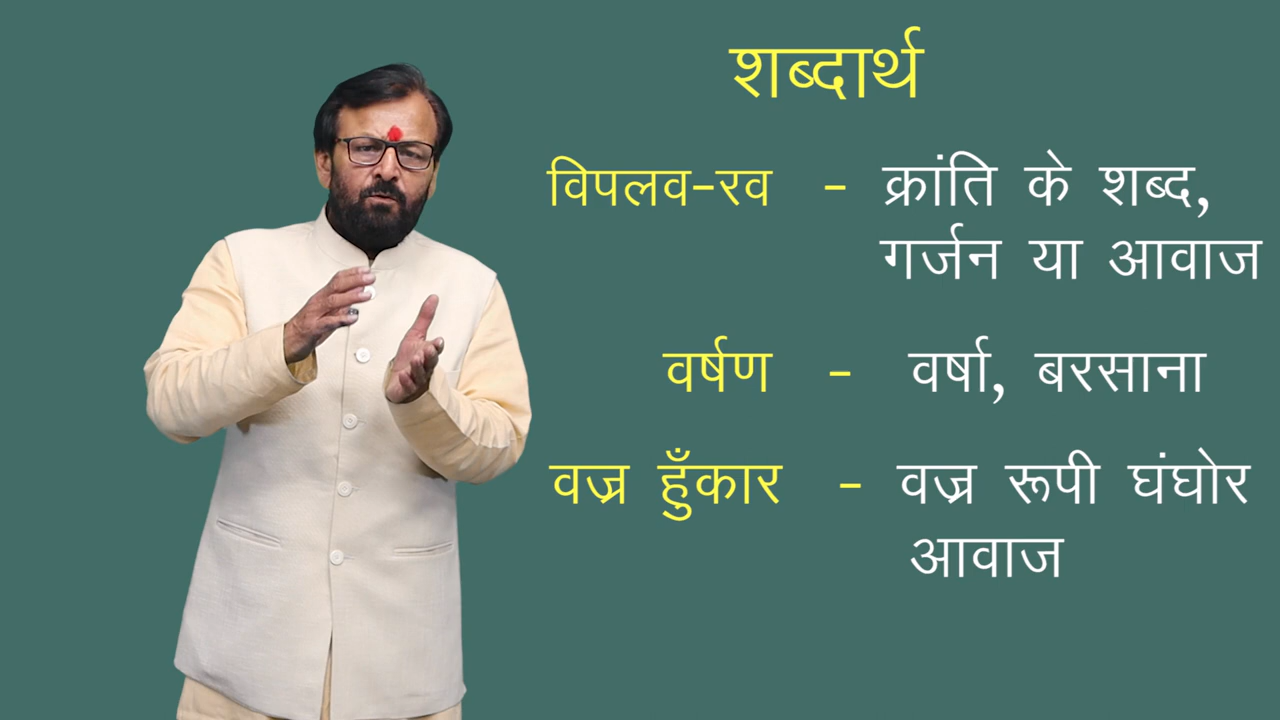 शब्दार्थ
विपलव-रव - क्रांति के शब्द,
गर्जन या आवाज
वर्षण - वर्षा, बरसाना
वज्र हुँकार - वज्र रूपी घंघोर
आवाज